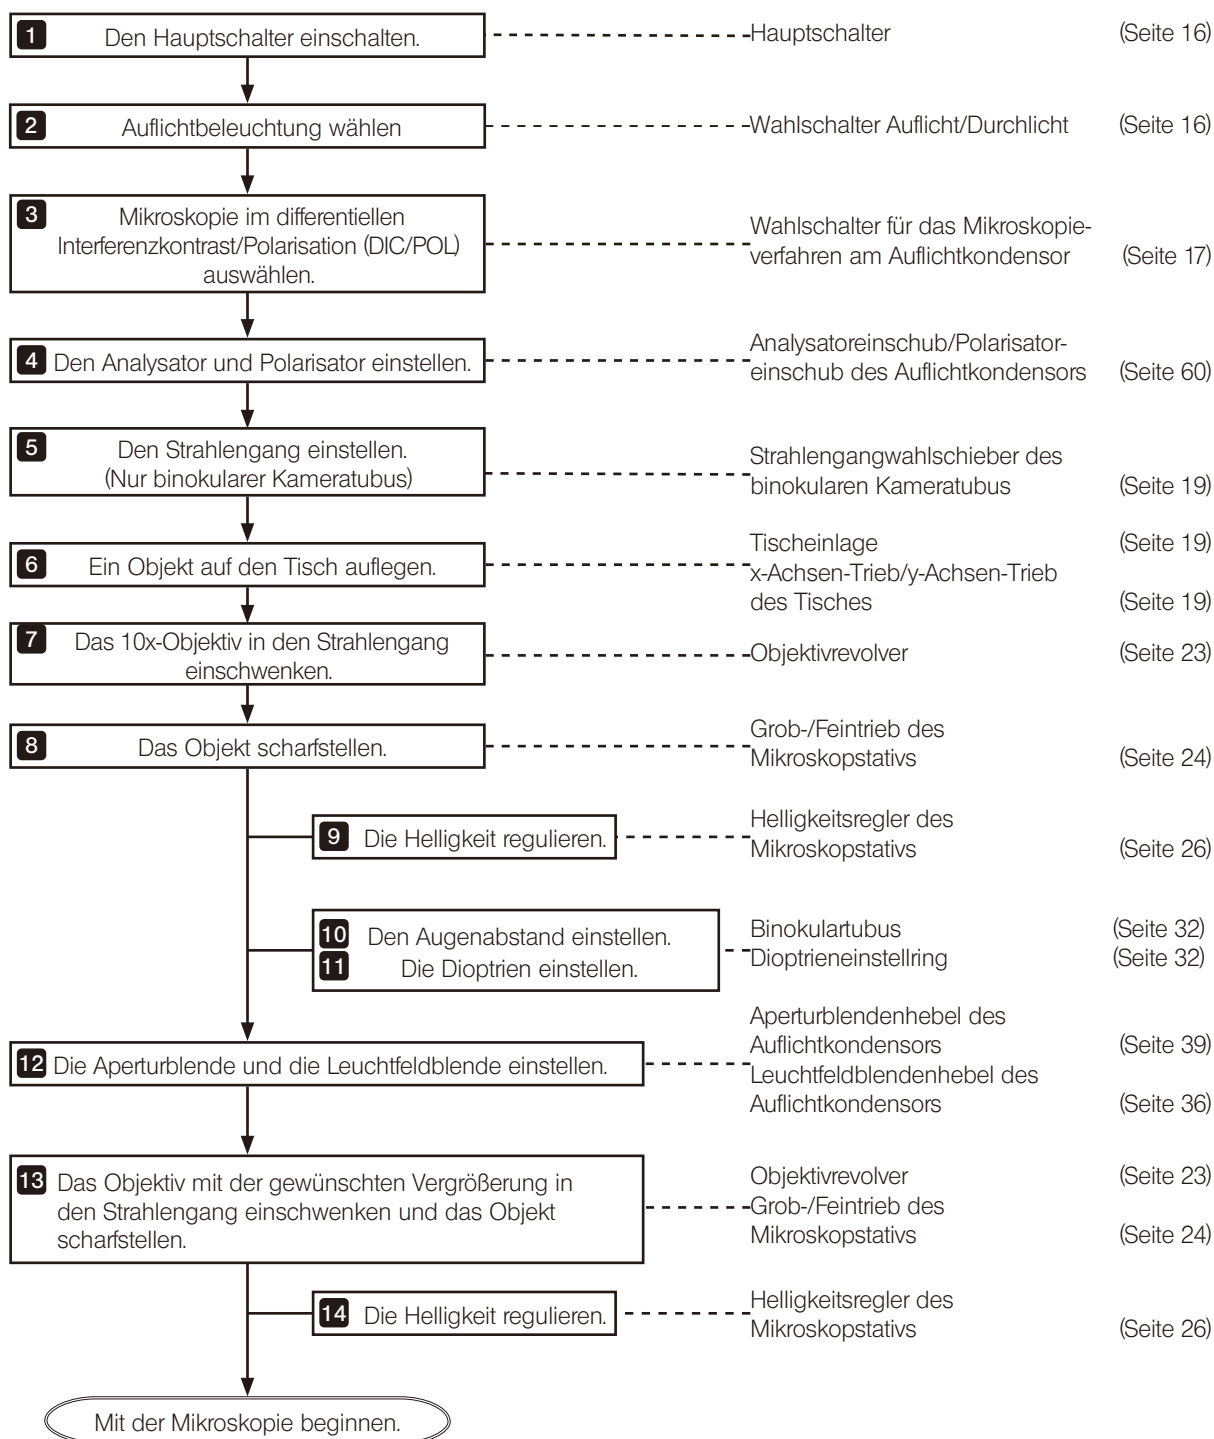 1 Den Hauptschalter einschalten. Hauptschalter (Seite 16)
2 Auflichtbeleuchtung wählen Wahlschalter Auflicht/Durchlicht (Seite 16)
3 Mikroskopie im differentiellen
Interferenzkontrast/Polarisation (DIC/POL)
auswählen.
Wahlschalter für das Mikroskopie-
verfahren am Auflichtkondensor (Seite 17)
4 Den Analysator und Polarisator einstellen.
Analysatoreinschub/Polarisator-
einschub des Auflichtkondensors (Seite 60)
5 Den Strahlengang einstellen.
(Nur binokularer Kameratubus)
Strahlengangwahlschieber des
binokularen Kameratubus (Seite 19)
6 Ein Objekt auf den Tisch auflegen.
Tischeinlage (Seite 19)
x-Achsen-Trieb/y-Achsen-Trieb
des Tisches (Seite 19)
7 Das 10x-Objektiv in den Strahlengang
einschwenken.
Objektivrevolver (Seite 23)
8 Das Objekt scharfstellen.
Grob-/Feintrieb des
Mikroskopstativs (Seite 24)
9 Die Helligkeit regulieren.
Helligkeitsregler des
Mikroskopstativs (Seite 26)
10 Den Augenabstand einstellen.
11 Die Dioptrien einstellen.
Binokulartubus (Seite 32)
Dioptrieneinstellring (Seite 32)
12 Die Aperturblende und die Leuchtfeldblende einstellen.
Aperturblendenhebel des
Auflichtkondensors (Seite 39)
Leuchtfeldblendenhebel des
Auflichtkondensors (Seite 36)
13 Das Objektiv mit der gewünschten Vergrößerung in
den Strahlengang einschwenken und das Objekt
scharfstellen.
Objektivrevolver (Seite 23)
Grob-/Feintrieb des
Mikroskopstativs (Seite 24)
14 Die Helligkeit regulieren.
Helligkeitsregler des
Mikroskopstativs (Seite 26)
Mit der Mikroskopie beginnen.